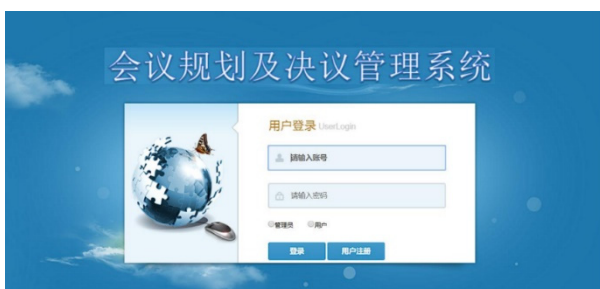 会议规划及决议管理系统
用户登录 UserLogin
请输入账号
请输入密码
管理员 用户
登录 用户注册